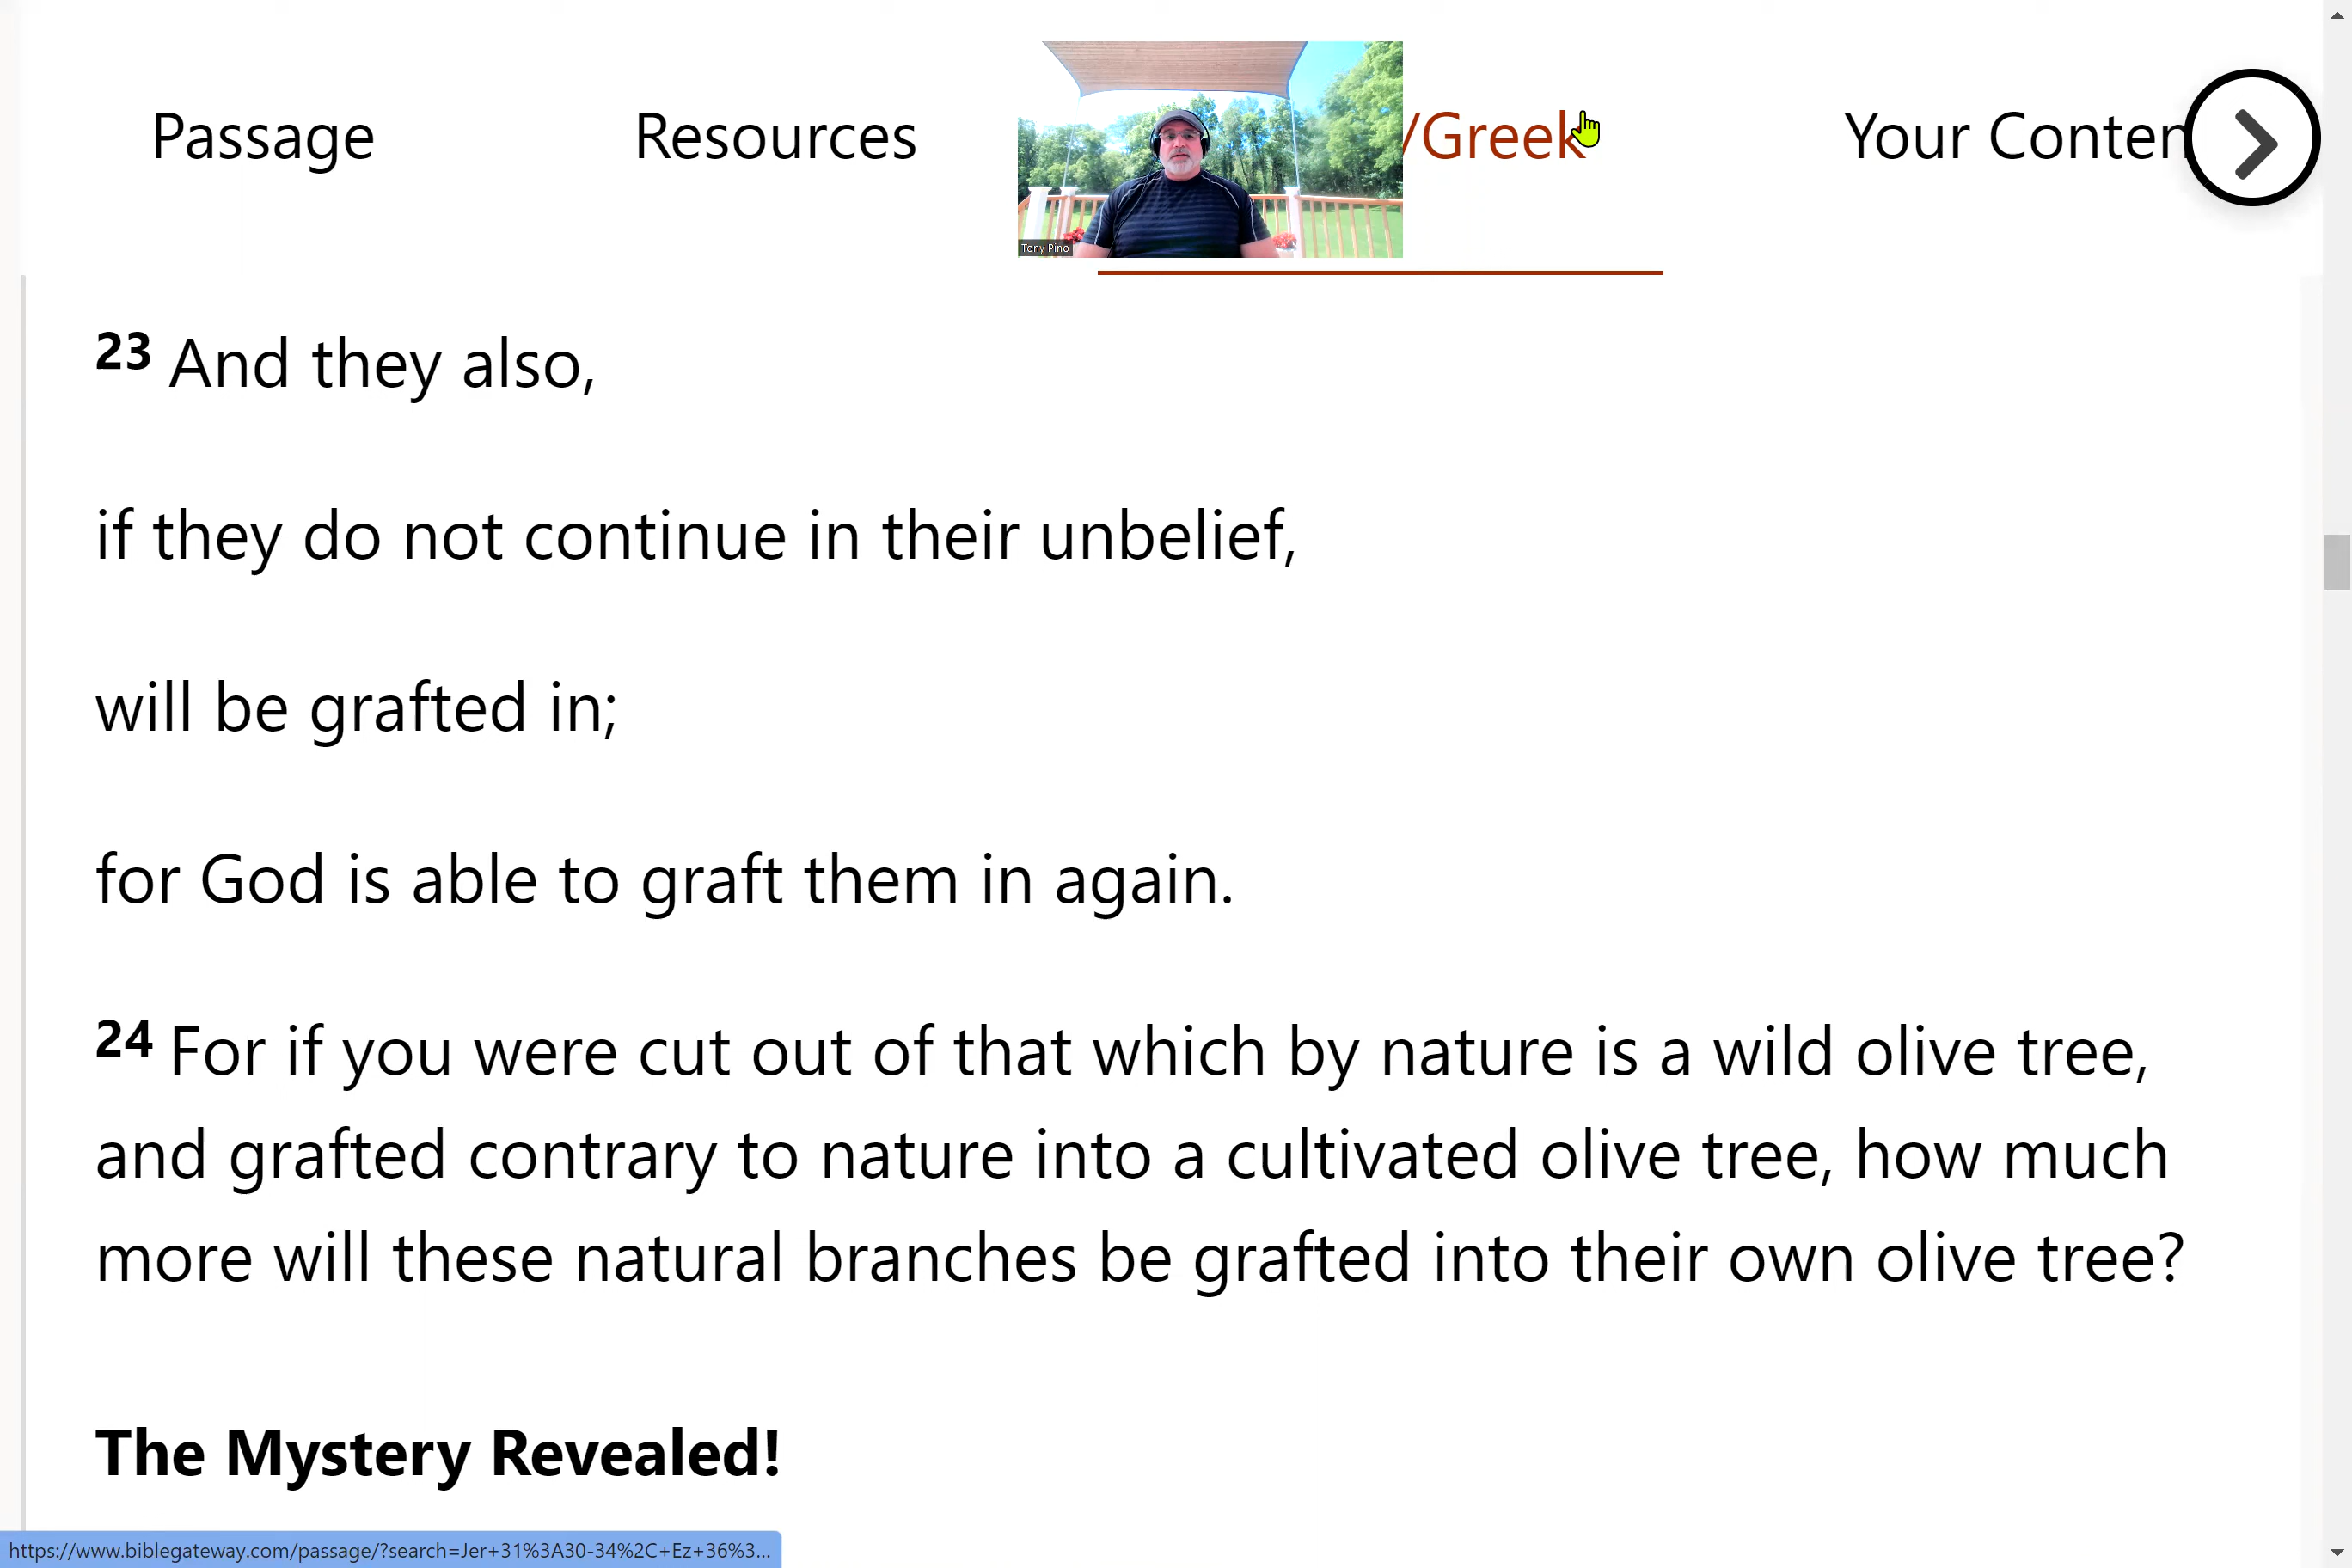 Passage Resources /Greek Your Conten
Tony Pino
23 And they also,
if they do not continue in their unbelief,
will be grafted in;
for God is able to graft them in again.
24 For if you were cut out of that which by nature is a wild olive tree,
and grafted contrary to nature into a cultivated olive tree, how much
more will these natural branches be grafted into their own olive tree?
The Mystery Revealed!
https://www.biblegateway.com/passage/?search=Jer+31%3A30-34%2C+Ez+36%3...